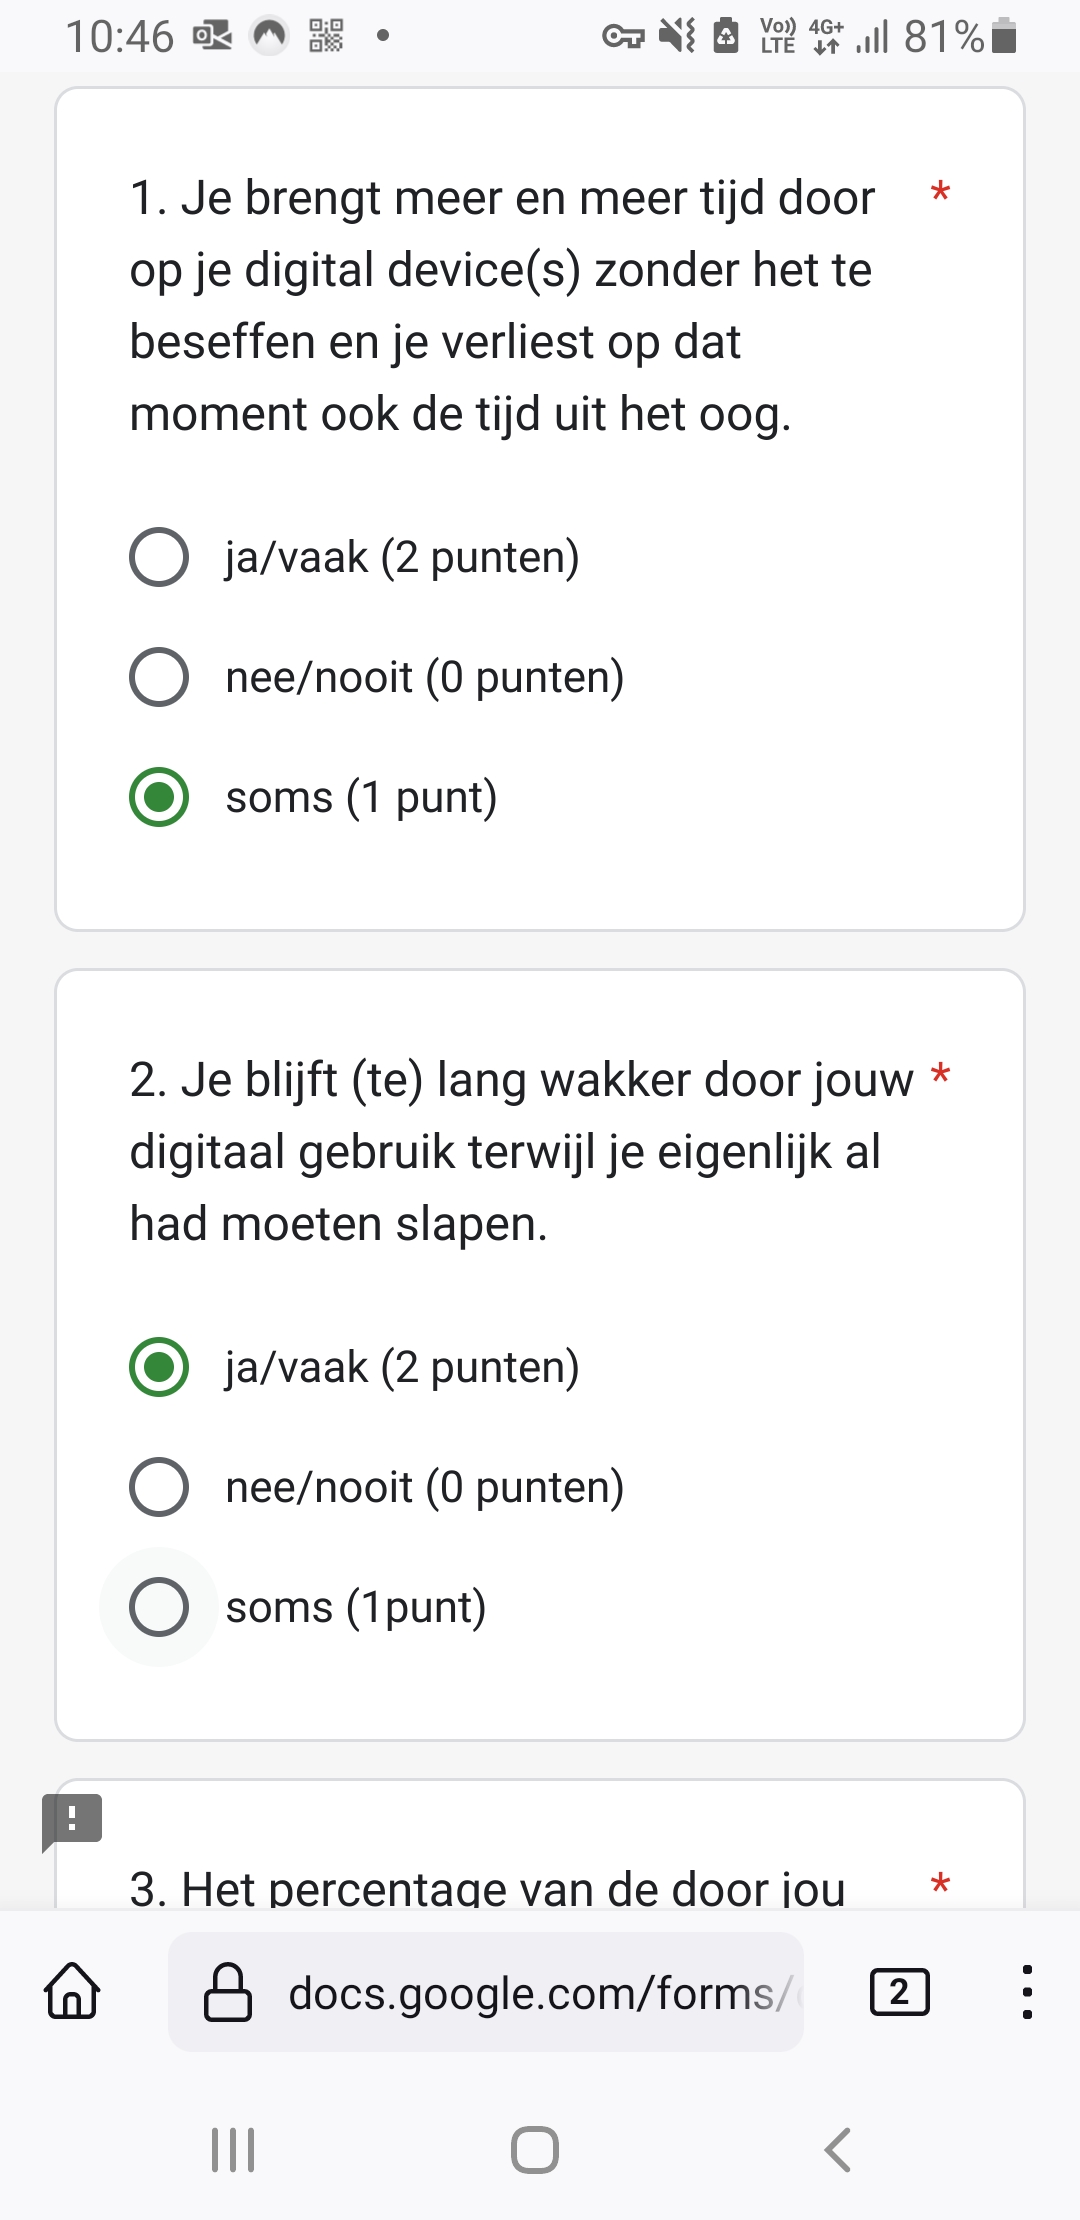 10:46
Vo)) LTE 4G+ 81%
1. Je brengt meer en meer tijd door *
op je digital device(s) zonder het te
beseffen en je verliest op dat
moment ook de tijd uit het oog.
ja/vaak (2 punten)
nee/nooit (0 punten)
soms (1 punt)
2. Je blijft (te) lang wakker door jouw *
digitaal gebruik terwijl je eigenlijk al
had moeten slapen.
ja/vaak (2 punten)
nee/nooit (0 punten)
soms (1punt)
3. Het percentage van de door jou *
docs.google.com/forms/
2